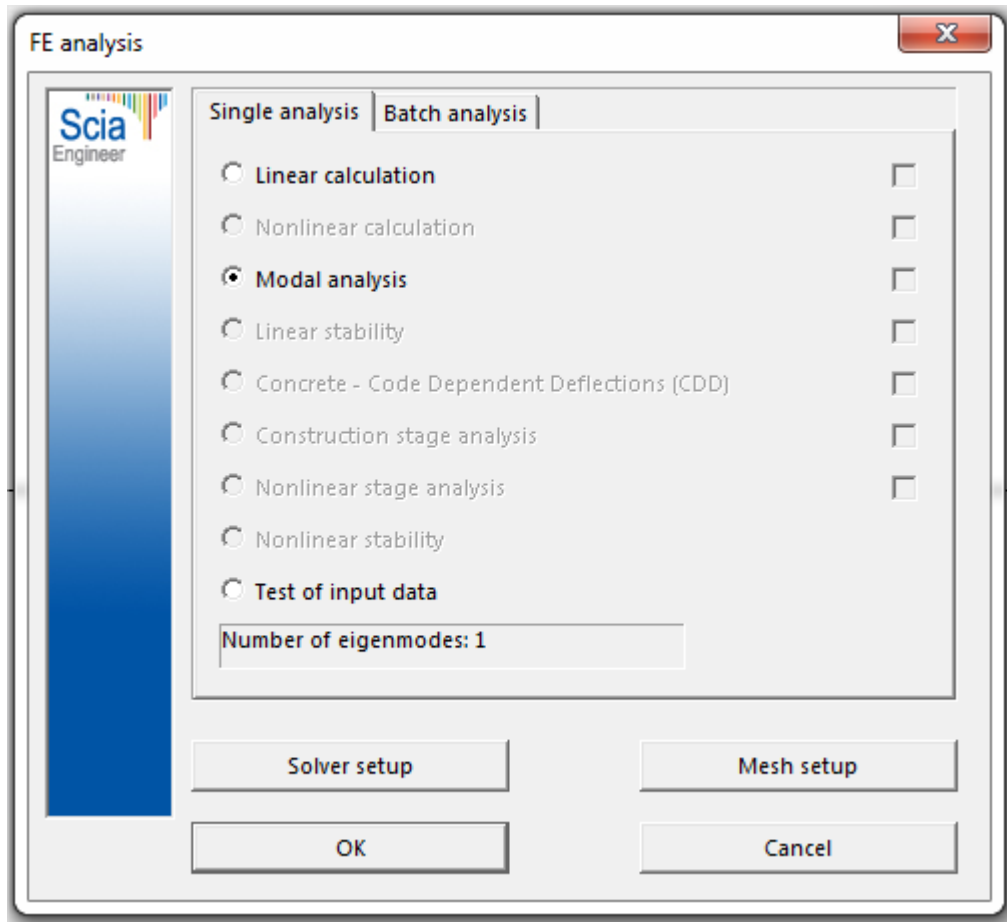 FE analysis
Scia
Engineer
Single analysis
Batch analysis
Linear calculation
Nonlinear calculation
Modal analysis
Linear stability
Concrete - Code Dependent Deflections (CDD)
Construction stage analysis
Nonlinear stage analysis
Nonlinear stability
Test of input data
Number of eigenmodes: 1
Solver setup
Mesh setup
OK
Cancel